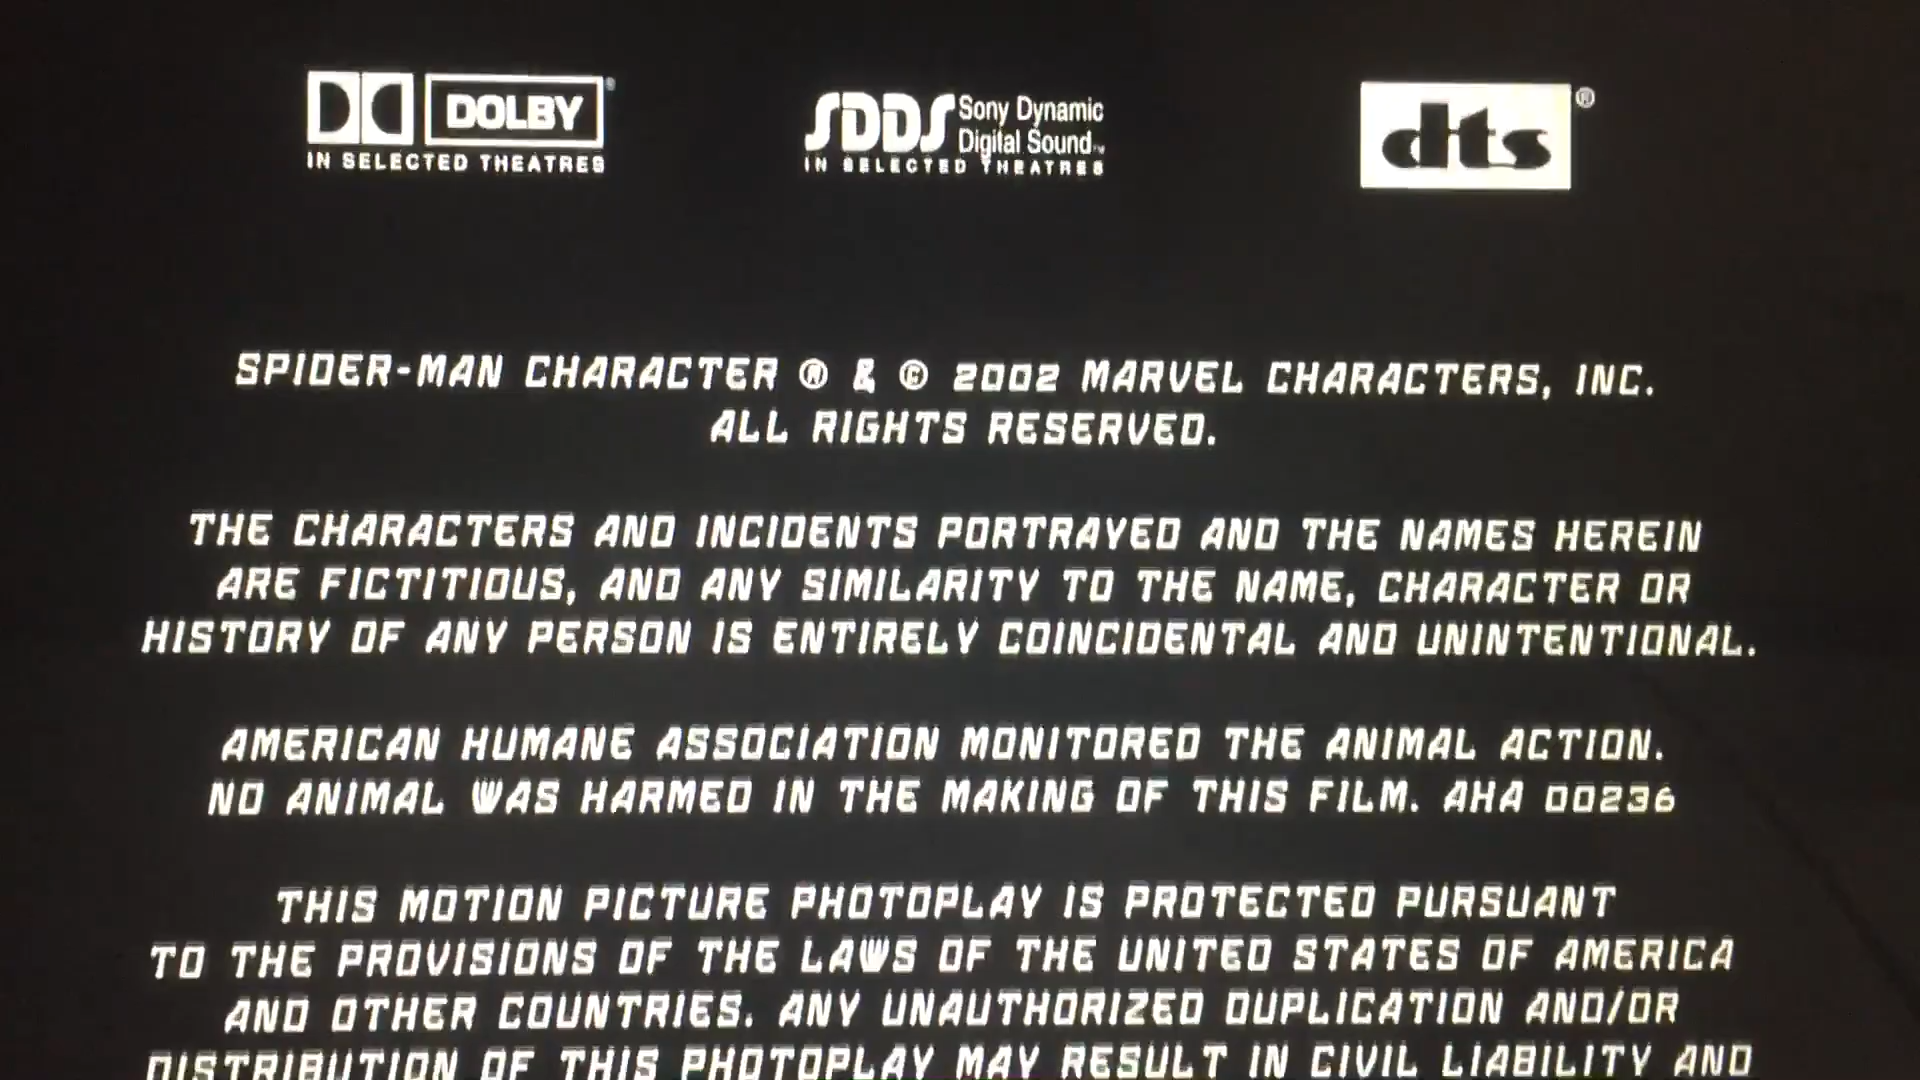 DOLBY®
IN SELECTED THEATRES
SDDS Sony Dynamic
Digital Sound™
IN SELECTED THEATRES
dts®
SPIDER-MAN CHARACTER ® & © 2002 MARVEL CHARACTERS, INC.
ALL RIGHTS RESERVED.
THE CHARACTERS AND INCIDENTS PORTRAYED AND THE NAMES HEREIN
ARE FICTITIOUS, AND ANY SIMILARITY TO THE NAME, CHARACTER OR
HISTORY OF ANY PERSON IS ENTIRELY COINCIDENTAL AND UNINTENTIONAL.
AMERICAN HUMANE ASSOCIATION MONITORED THE ANIMAL ACTION.
NO ANIMAL WAS HARMED IN THE MAKING OF THIS FILM. AHA 00236
THIS MOTION PICTURE PHOTOPLAY IS PROTECTED PURSUANT
TO THE PROVISIONS OF THE LAWS OF THE UNITED STATES OF AMERICA
AND OTHER COUNTRIES. ANY UNAUTHORIZED DUPLICATION AND/OR
DISTRIBUTION OF THIS PHOTOPLAY MAY RESULT IN CIVIL LIABILITY AND